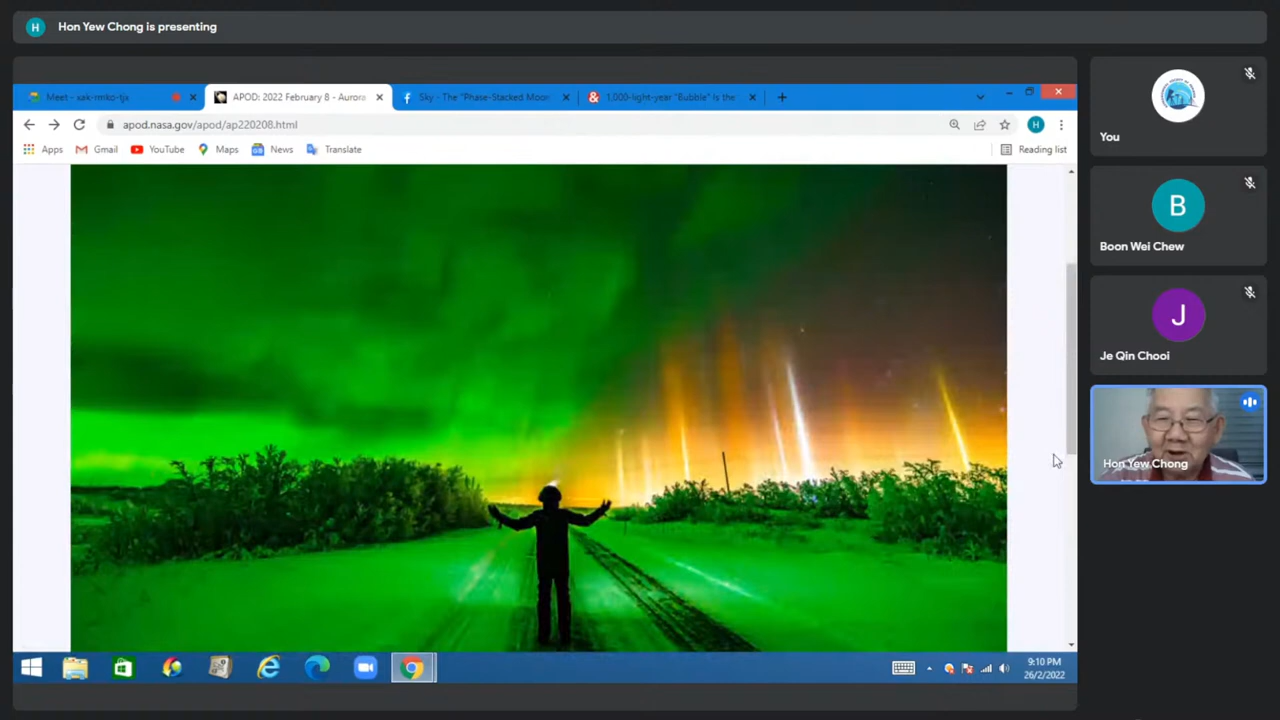 H Hon Yew Chong is presenting
Meet - xak-rmko-tjx
APOD: 2022 February 8 - Aurora
Sky - The "Phase-Stacked Moon
1,000-light-year "Bubble" Is the
apod.nasa.gov/apod/ap220208.html
H
Apps Gmail YouTube Maps News Translate Reading list
You
B
Boon Wei Chew
J
Je Qin Chooi
Hon Yew Chong
9:10 PM
26/2/2022